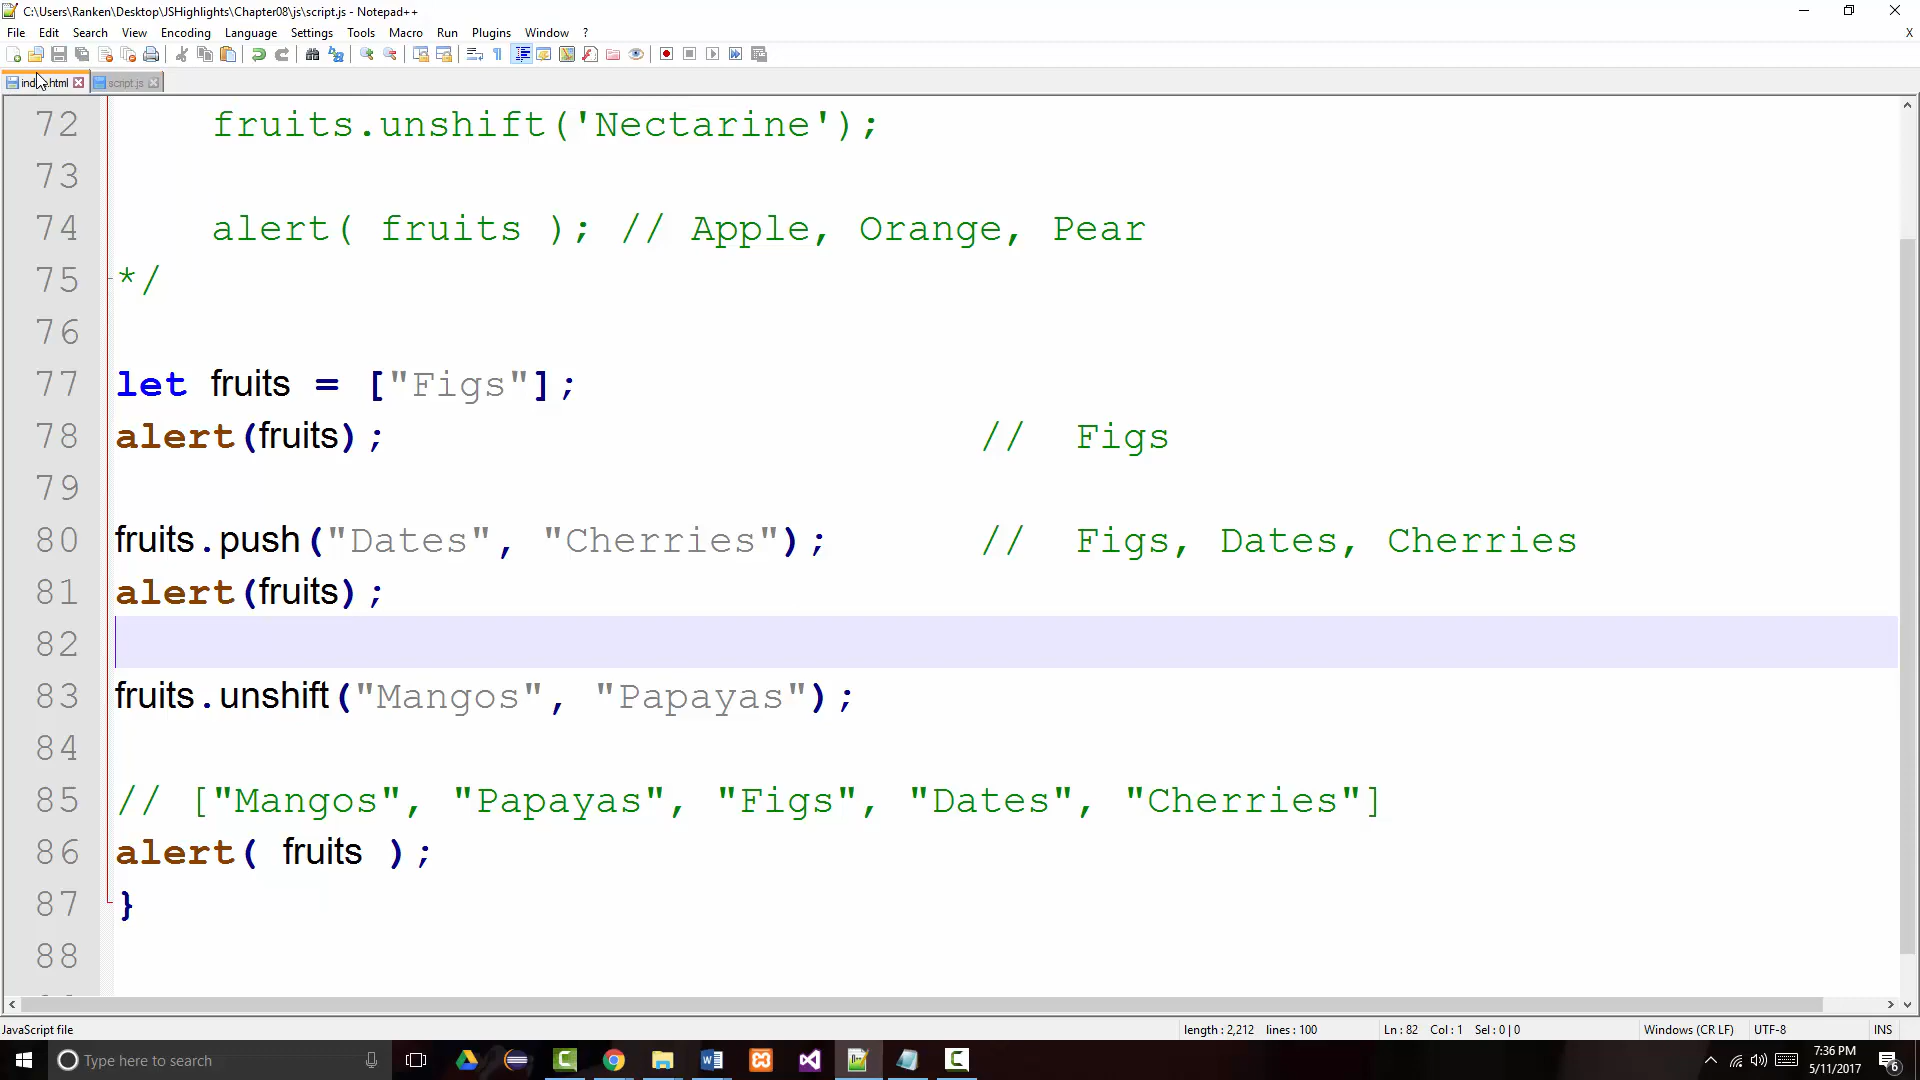 C:\Users\Ranken\Desktop\JSHighlights\Chapter08\js\script.js - Notepad++
File Edit Search View Encoding Language Settings Tools Macro Run Plugins Window ? X
script.js
72 fruits.unshift('Nectarine');
73
74 alert( fruits ); // Apple, Orange, Pear
75 */
76
77 let fruits = ["Figs"];
78 alert(fruits); // Figs
79
80 fruits.push("Dates", "Cherries"); // Figs, Dates, Cherries
81 alert(fruits);
82
83 fruits.unshift("Mangos", "Papayas");
84
85 // ["Mangos", "Papayas", "Figs", "Dates", "Cherries"]
86 alert( fruits );
87 }
88
JavaScript file length : 2,212 lines : 100 Ln : 82 Col : 1 Sel : 0 | 0 Windows (CR LF) UTF-8 INS
Type here to search
7:36 PM
5/11/2017
6